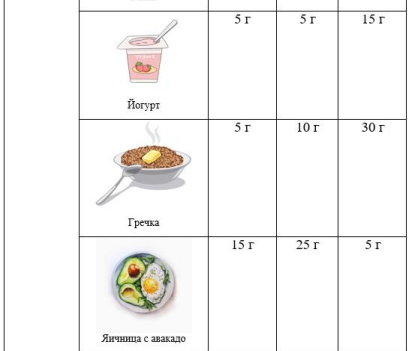 5 г 5 г 15 г
Йогурт
5 г 10 г 30 г
Гречка
15 г 25 г 5 г
Яичница с авакадо